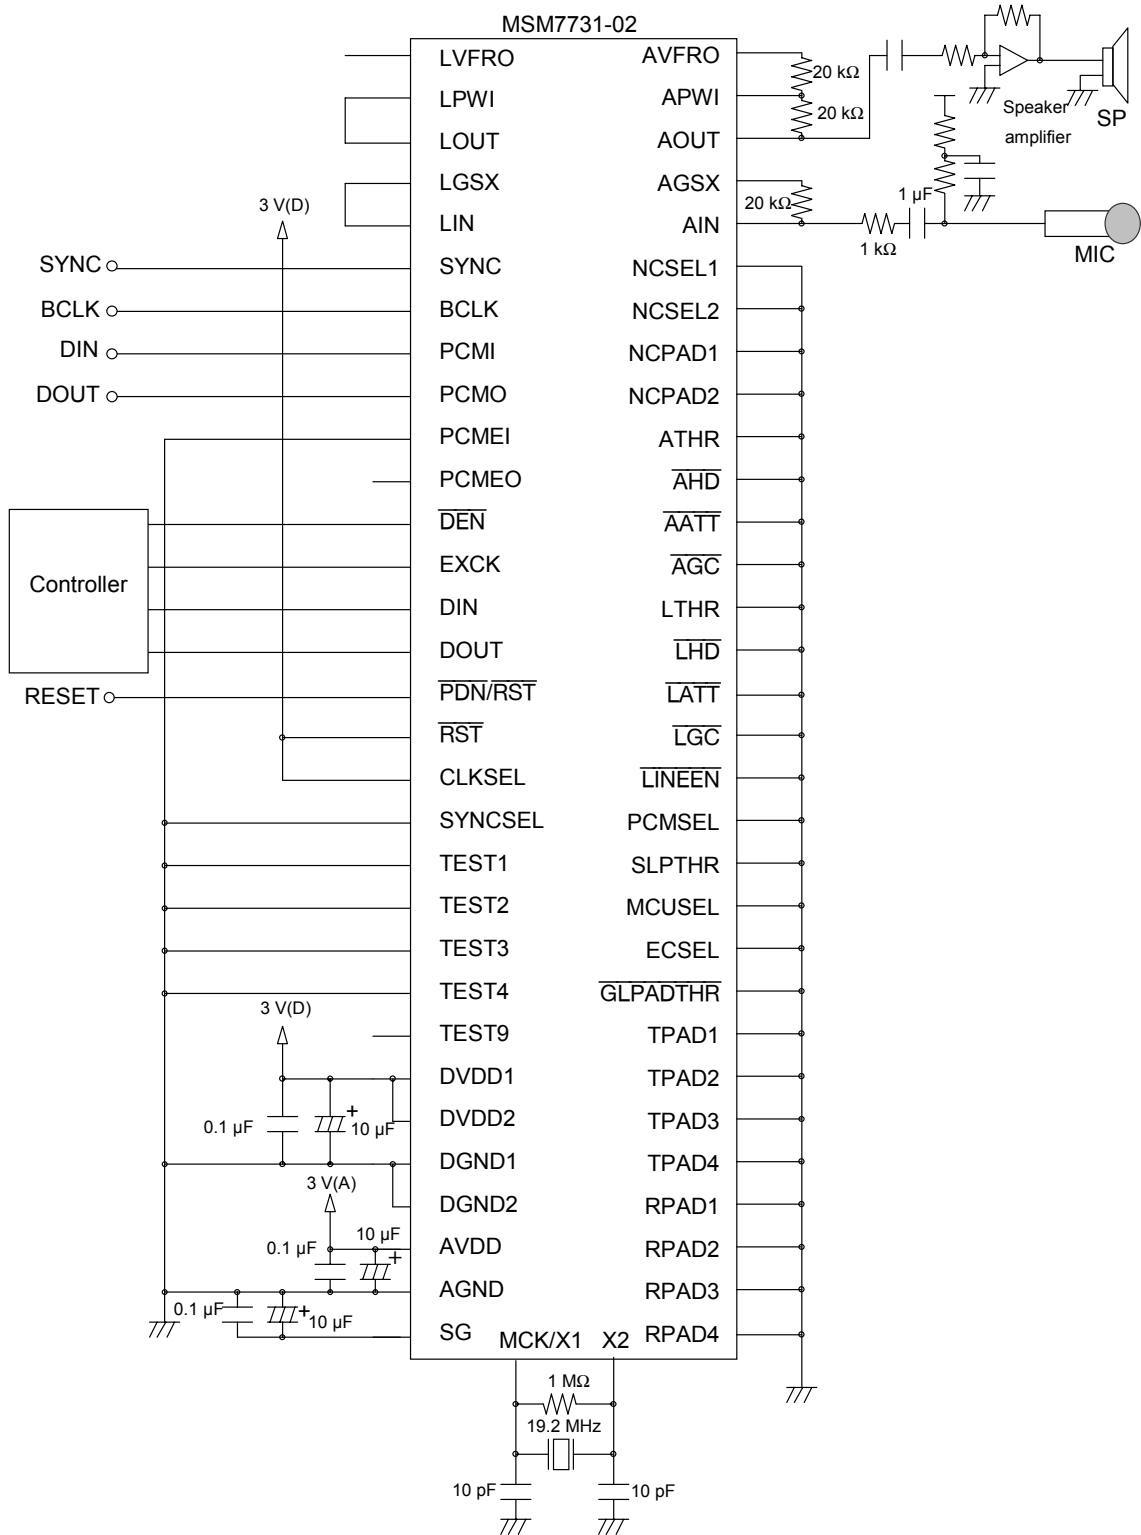 MSM7731-02
LVFRO
LPWI
LOUT
LGSX
LIN
SYNC
BCLK
PCMI
PCMO
PCMEI
PCMEO
DEN
EXCK
DIN
DOUT
PDN/RST
RST
CLKSEL
SYNCSEL
TEST1
TEST2
TEST3
TEST4
TEST9
DVDD1
DVDD2
DGND1
DGND2
AVDD
AGND
SG
MCK/X1 X2
AVFRO
APWI
AOUT
AGSX
AIN
NCSEL1
NCSEL2
NCPAD1
NCPAD2
ATHR
AHD
AATT
AGC
LTHR
LHD
LATT
LGC
LINEEN
PCMSEL
SLPTHR
MCUSEL
ECSEL
GLPADTHR
TPAD1
TPAD2
TPAD3
TPAD4
RPAD1
RPAD2
RPAD3
RPAD4
3 V(D)
SYNC
BCLK
DIN
DOUT
Controller
RESET
3 V(D)
0.1 µF
+
10 µF
3 V(A)
0.1 µF
10 µF
+
0.1 µF
+
10 µF
20 kΩ
20 kΩ
20 kΩ
1 kΩ
1 µF
Speaker
amplifier
SP
MIC
1 MΩ
19.2 MHz
10 pF
10 pF